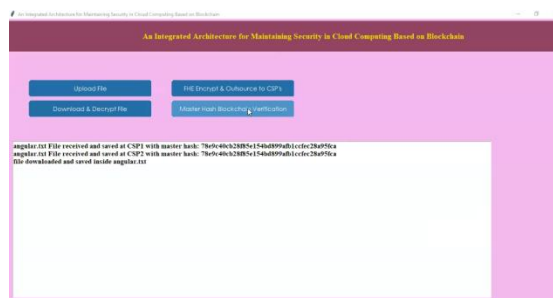 An Integrated Architecture for Maintaining Security in Cloud Computing Based on Blockchain
An Integrated Architecture for Maintaining Security in Cloud Computing Based on Blockchain
Upload File
FHE Encrypt & Outsource to CSP's
Download & Decrypt File
Master Hash Blockchain Verification
angular.txt File received and saved at CSP1 with master hash:
angular.txt File received and saved at CSP2 with master hash:
file downloaded and saved inside angular.txt